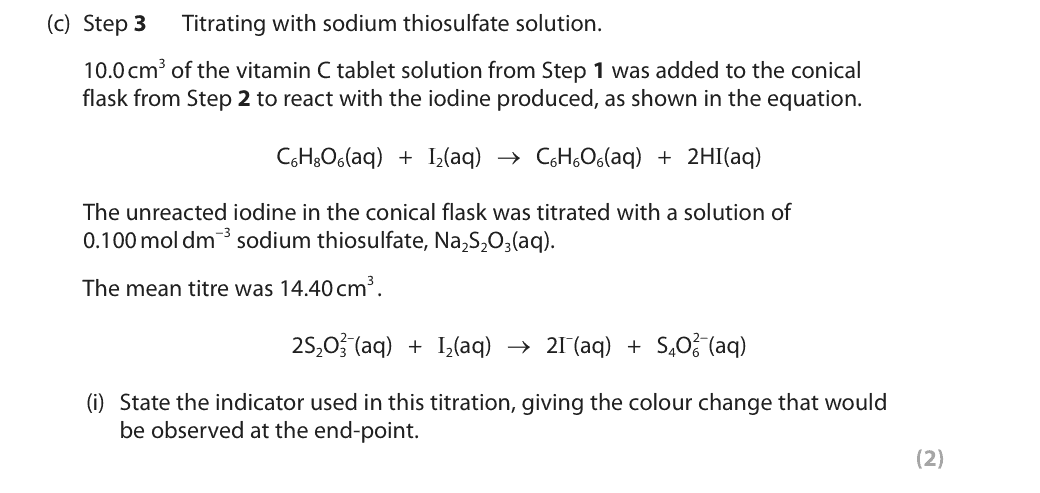 (c) Step 3 Titrating with sodium thiosulfate solution.
10.0 cm³ of the vitamin C tablet solution from Step 1 was added to the conical
flask from Step 2 to react with the iodine produced, as shown in the equation.
C₆H₈O₆(aq) + I₂(aq) → C₆H₆O₆(aq) + 2HI(aq)
The unreacted iodine in the conical flask was titrated with a solution of
0.100 mol dm⁻³ sodium thiosulfate, Na₂S₂O₃(aq).
The mean titre was 14.40 cm³.
2S₂O₃²⁻(aq) + I₂(aq) → 2I⁻(aq) + S₄O₆²⁻(aq)
(i) State the indicator used in this titration, giving the colour change that would
be observed at the end-point.
(2)